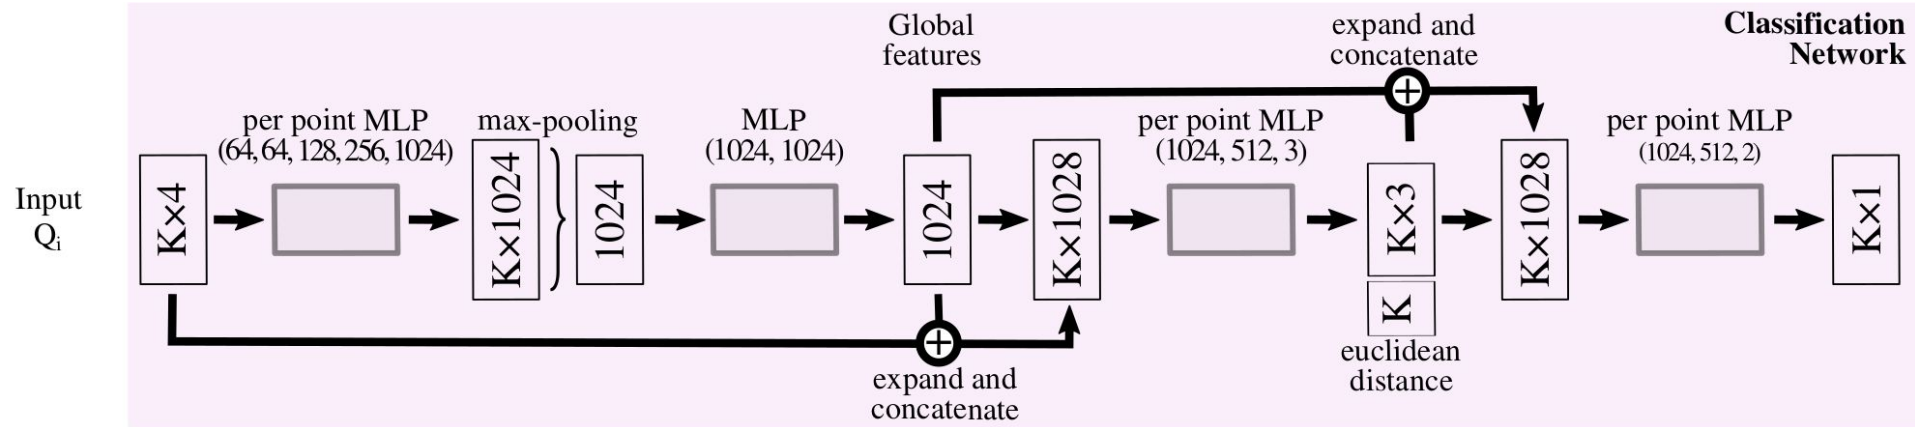 Classification
Network
Global
features
expand and
concatenate
per point MLP
(64, 64, 128, 256, 1024)
max-pooling
MLP
(1024, 1024)
per point MLP
(1024, 512, 3)
per point MLP
(1024, 512, 2)
Input
Qi
K×4
K×1024
1024
1024
K×1028
K×3
K
K×1028
K×1
euclidean
distance
expand and
concatenate